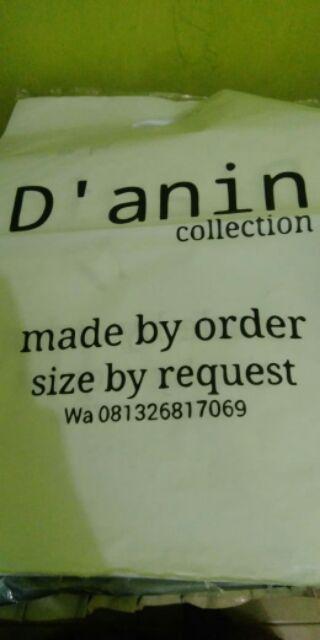 D'anin
collection
made by order
size by request
Wa 081326817069